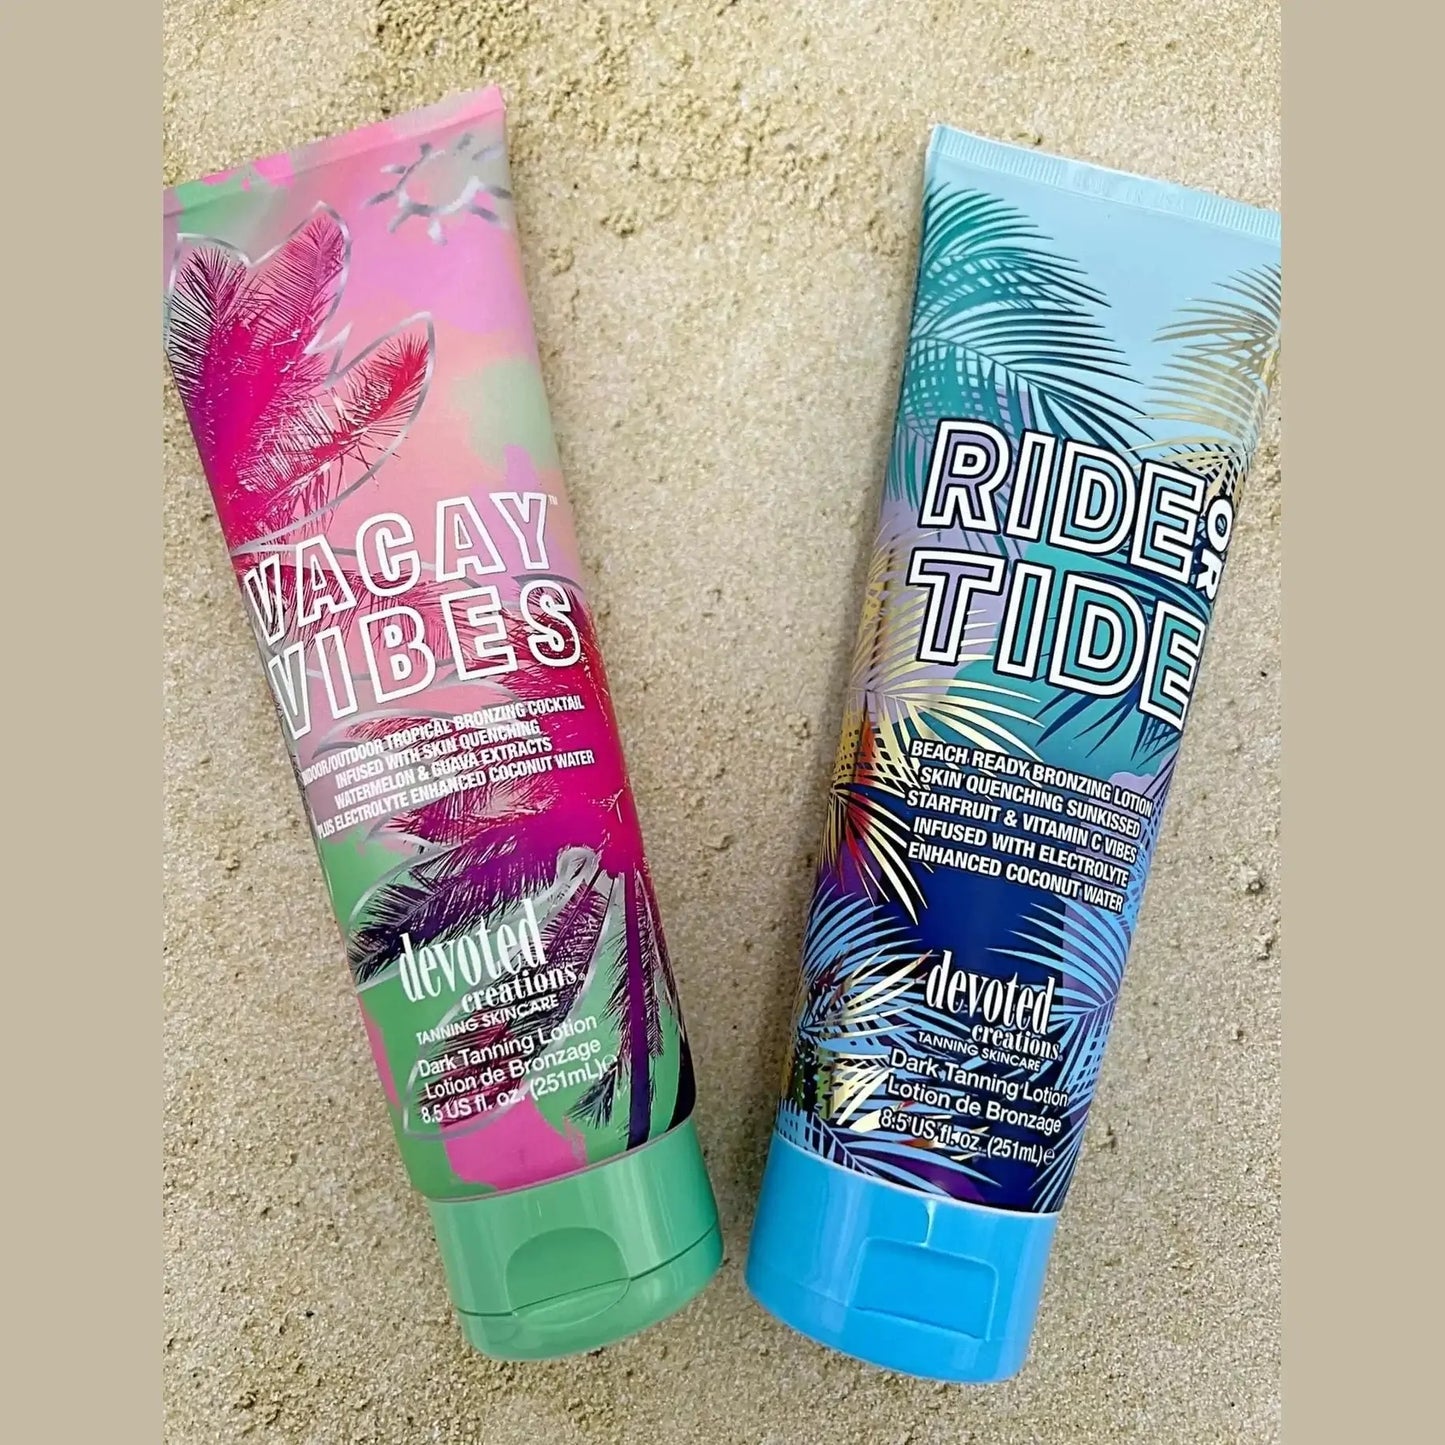 VACAY™
VIBES
INDOOR/OUTDOOR TROPICAL BRONZING COCKTAIL
INFUSED WITH SKIN QUENCHING
WATERMELON & GUAVA EXTRACTS
PLUS ELECTROLYTE ENHANCED COCONUT WATER
devoted
creations®
TANNING SKINCARE
Dark Tanning Lotion
Lotion de Bronzage
8.5 US fl. oz. (251mL)℮
RIDE OR
TIDE
BEACH READY BRONZING LOTION
SKIN QUENCHING SUNKISSED
STARFRUIT & VITAMIN C VIBES
INFUSED WITH ELECTROLYTE
ENHANCED COCONUT WATER
devoted
creations®
TANNING SKINCARE
Dark Tanning Lotion
Lotion de Bronzage
8.5 US fl. oz. (251mL)℮